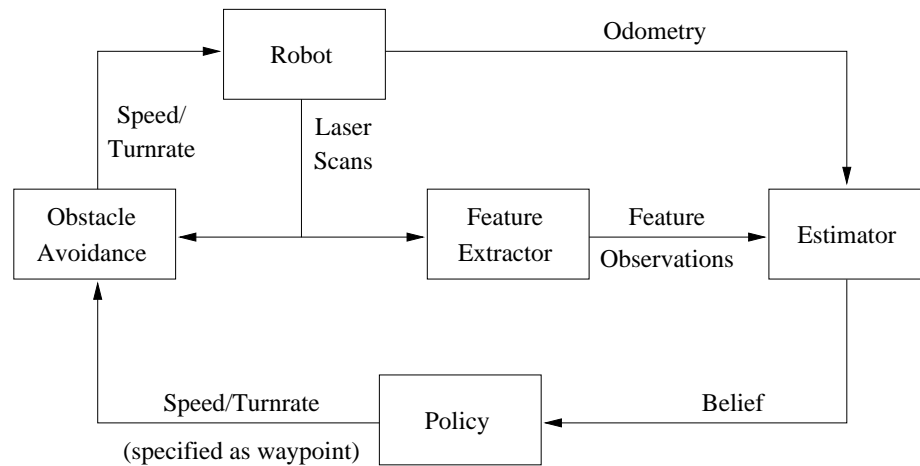 Robot
Odometry
Speed/
Turnrate
Laser
Scans
Obstacle
Avoidance
Feature
Extractor
Feature
Observations
Estimator
Speed/Turnrate
(specified as waypoint)
Policy
Belief